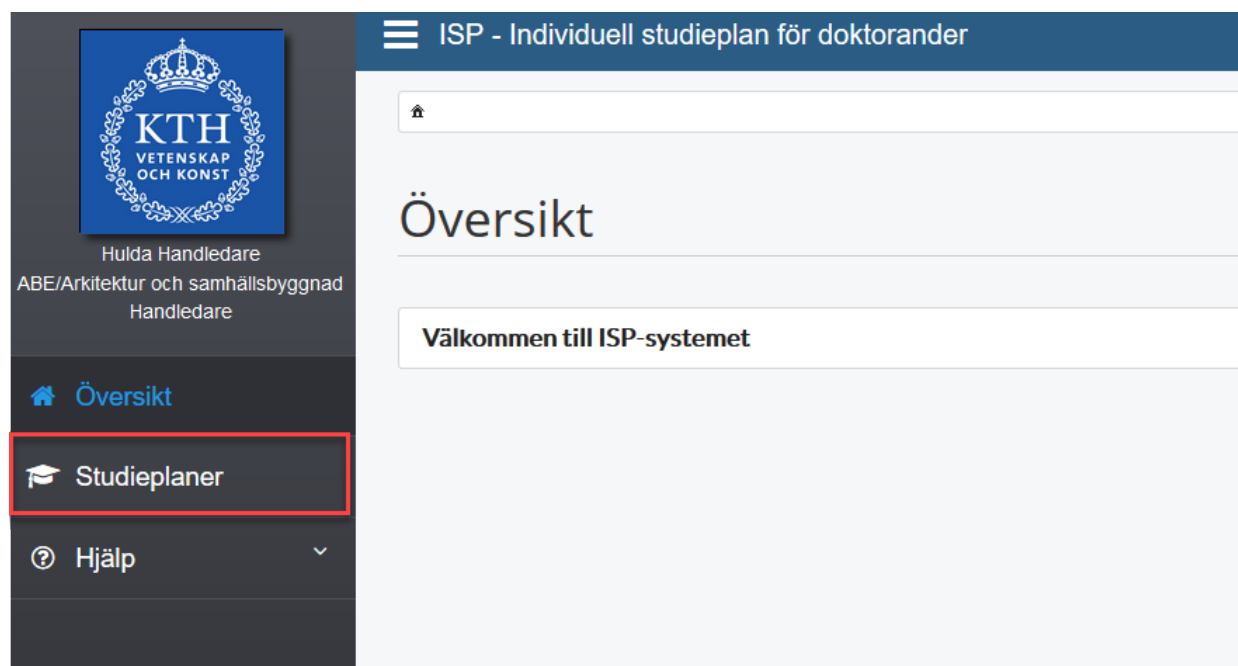 KTH
VETENSKAP
OCH KONST
Hulda Handledare
ABE/Arkitektur och samhällsbyggnad
Handledare
Översikt
Studieplaner
Hjälp
ISP - Individuell studieplan för doktorander
Översikt
Välkommen till ISP-systemet